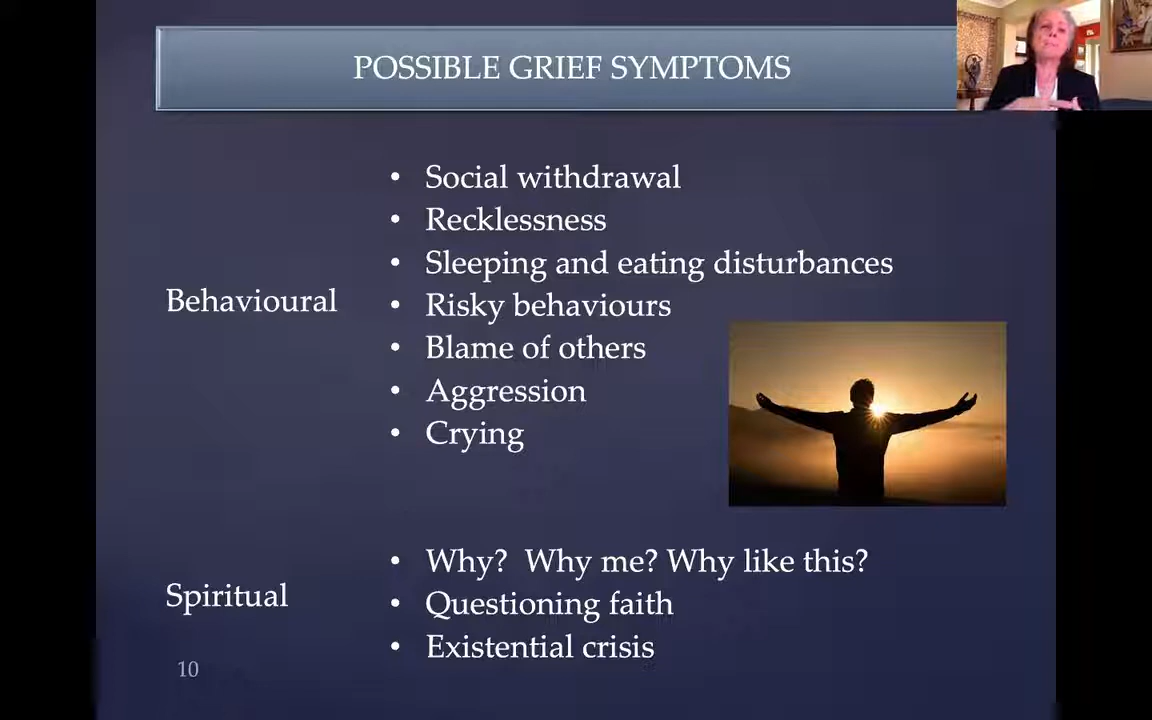 POSSIBLE GRIEF SYMPTOMS
Behavioural
• Social withdrawal
• Recklessness
• Sleeping and eating disturbances
• Risky behaviours
• Blame of others
• Aggression
• Crying
Spiritual
• Why?  Why me? Why like this?
• Questioning faith
• Existential crisis
10